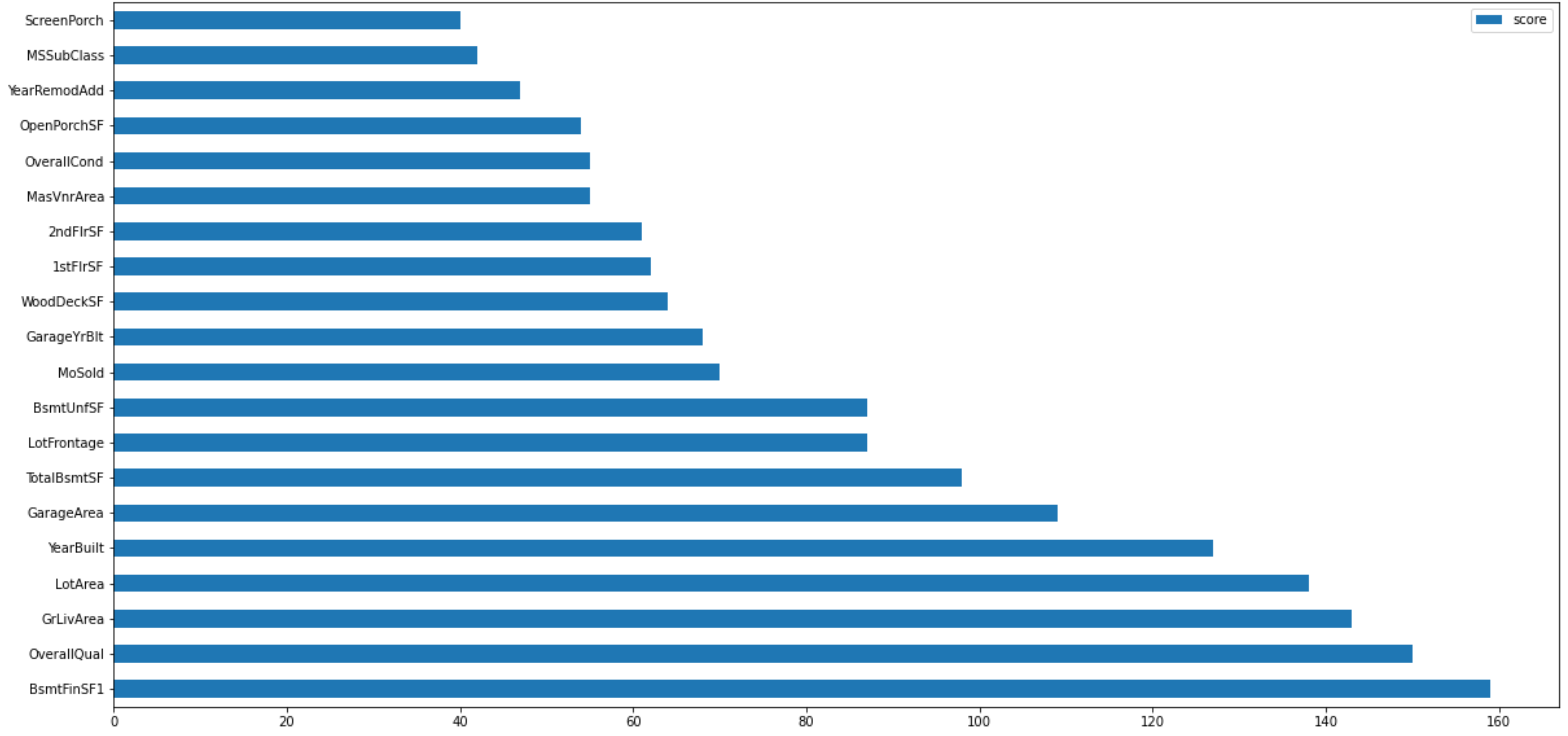 score
ScreenPorch
MSSubClass
YearRemodAdd
OpenPorchSF
OverallCond
MasVnrArea
2ndFlrSF
1stFlrSF
WoodDeckSF
GarageYrBlt
MoSold
BsmtUnfSF
LotFrontage
TotalBsmtSF
GarageArea
YearBuilt
LotArea
GrLivArea
OverallQual
BsmtFinSF1
0 20 40 60 80 100 120 140 160